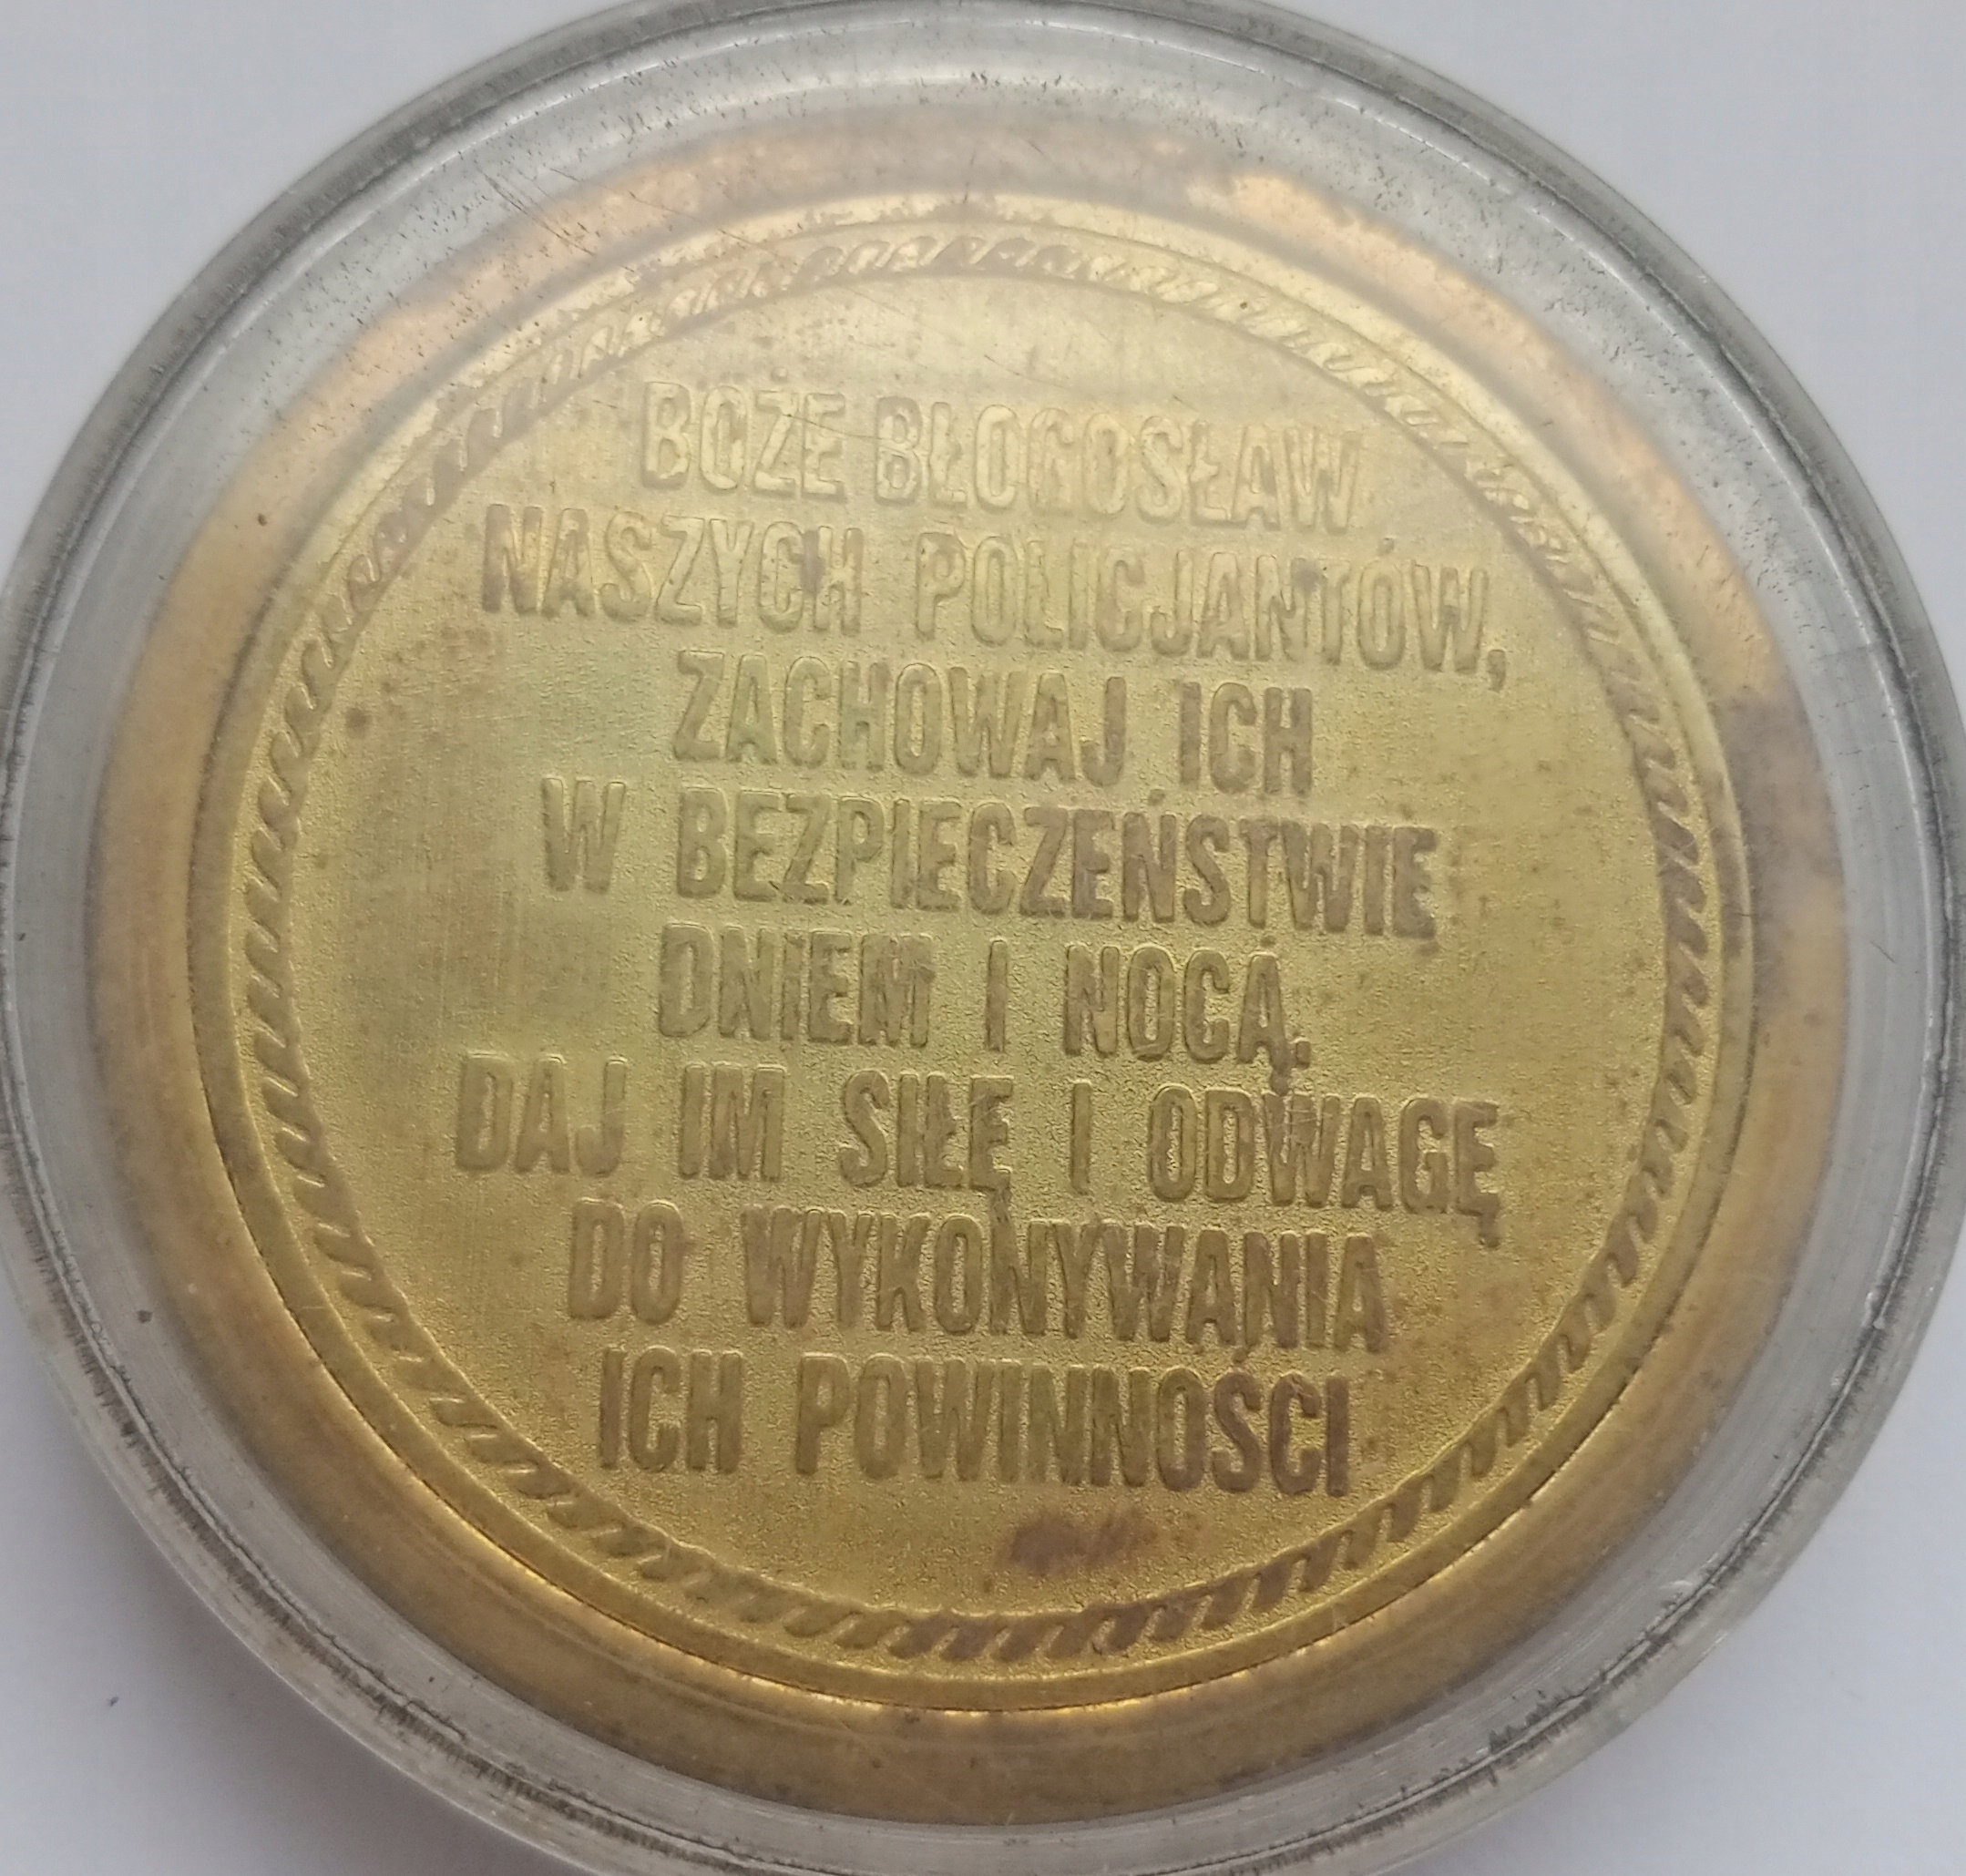 BOŻE BŁOGOSŁAW
NASZYCH POLICJANTÓW,
ZACHOWAJ ICH
W BEZPIECZEŃSTWIE
DNIEM I NOCĄ.
DAJ IM SIŁĘ I ODWAGĘ
DO WYKONYWANIA
ICH POWINNOŚCI